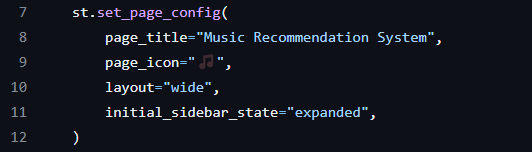 7 st.set_page_config(
8 page_title="Music Recommendation System",
9 page_icon="🎵",
10 layout="wide",
11 initial_sidebar_state="expanded",
12 )